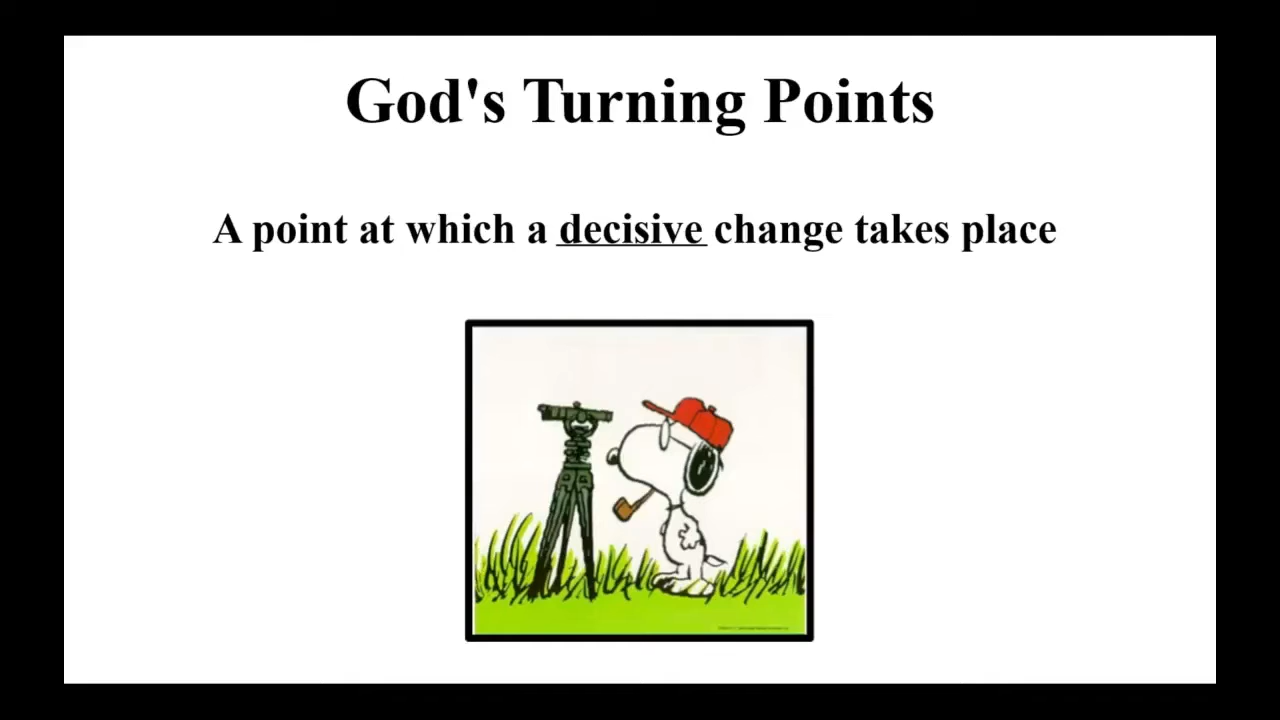 God's Turning Points
A point at which a decisive change takes place